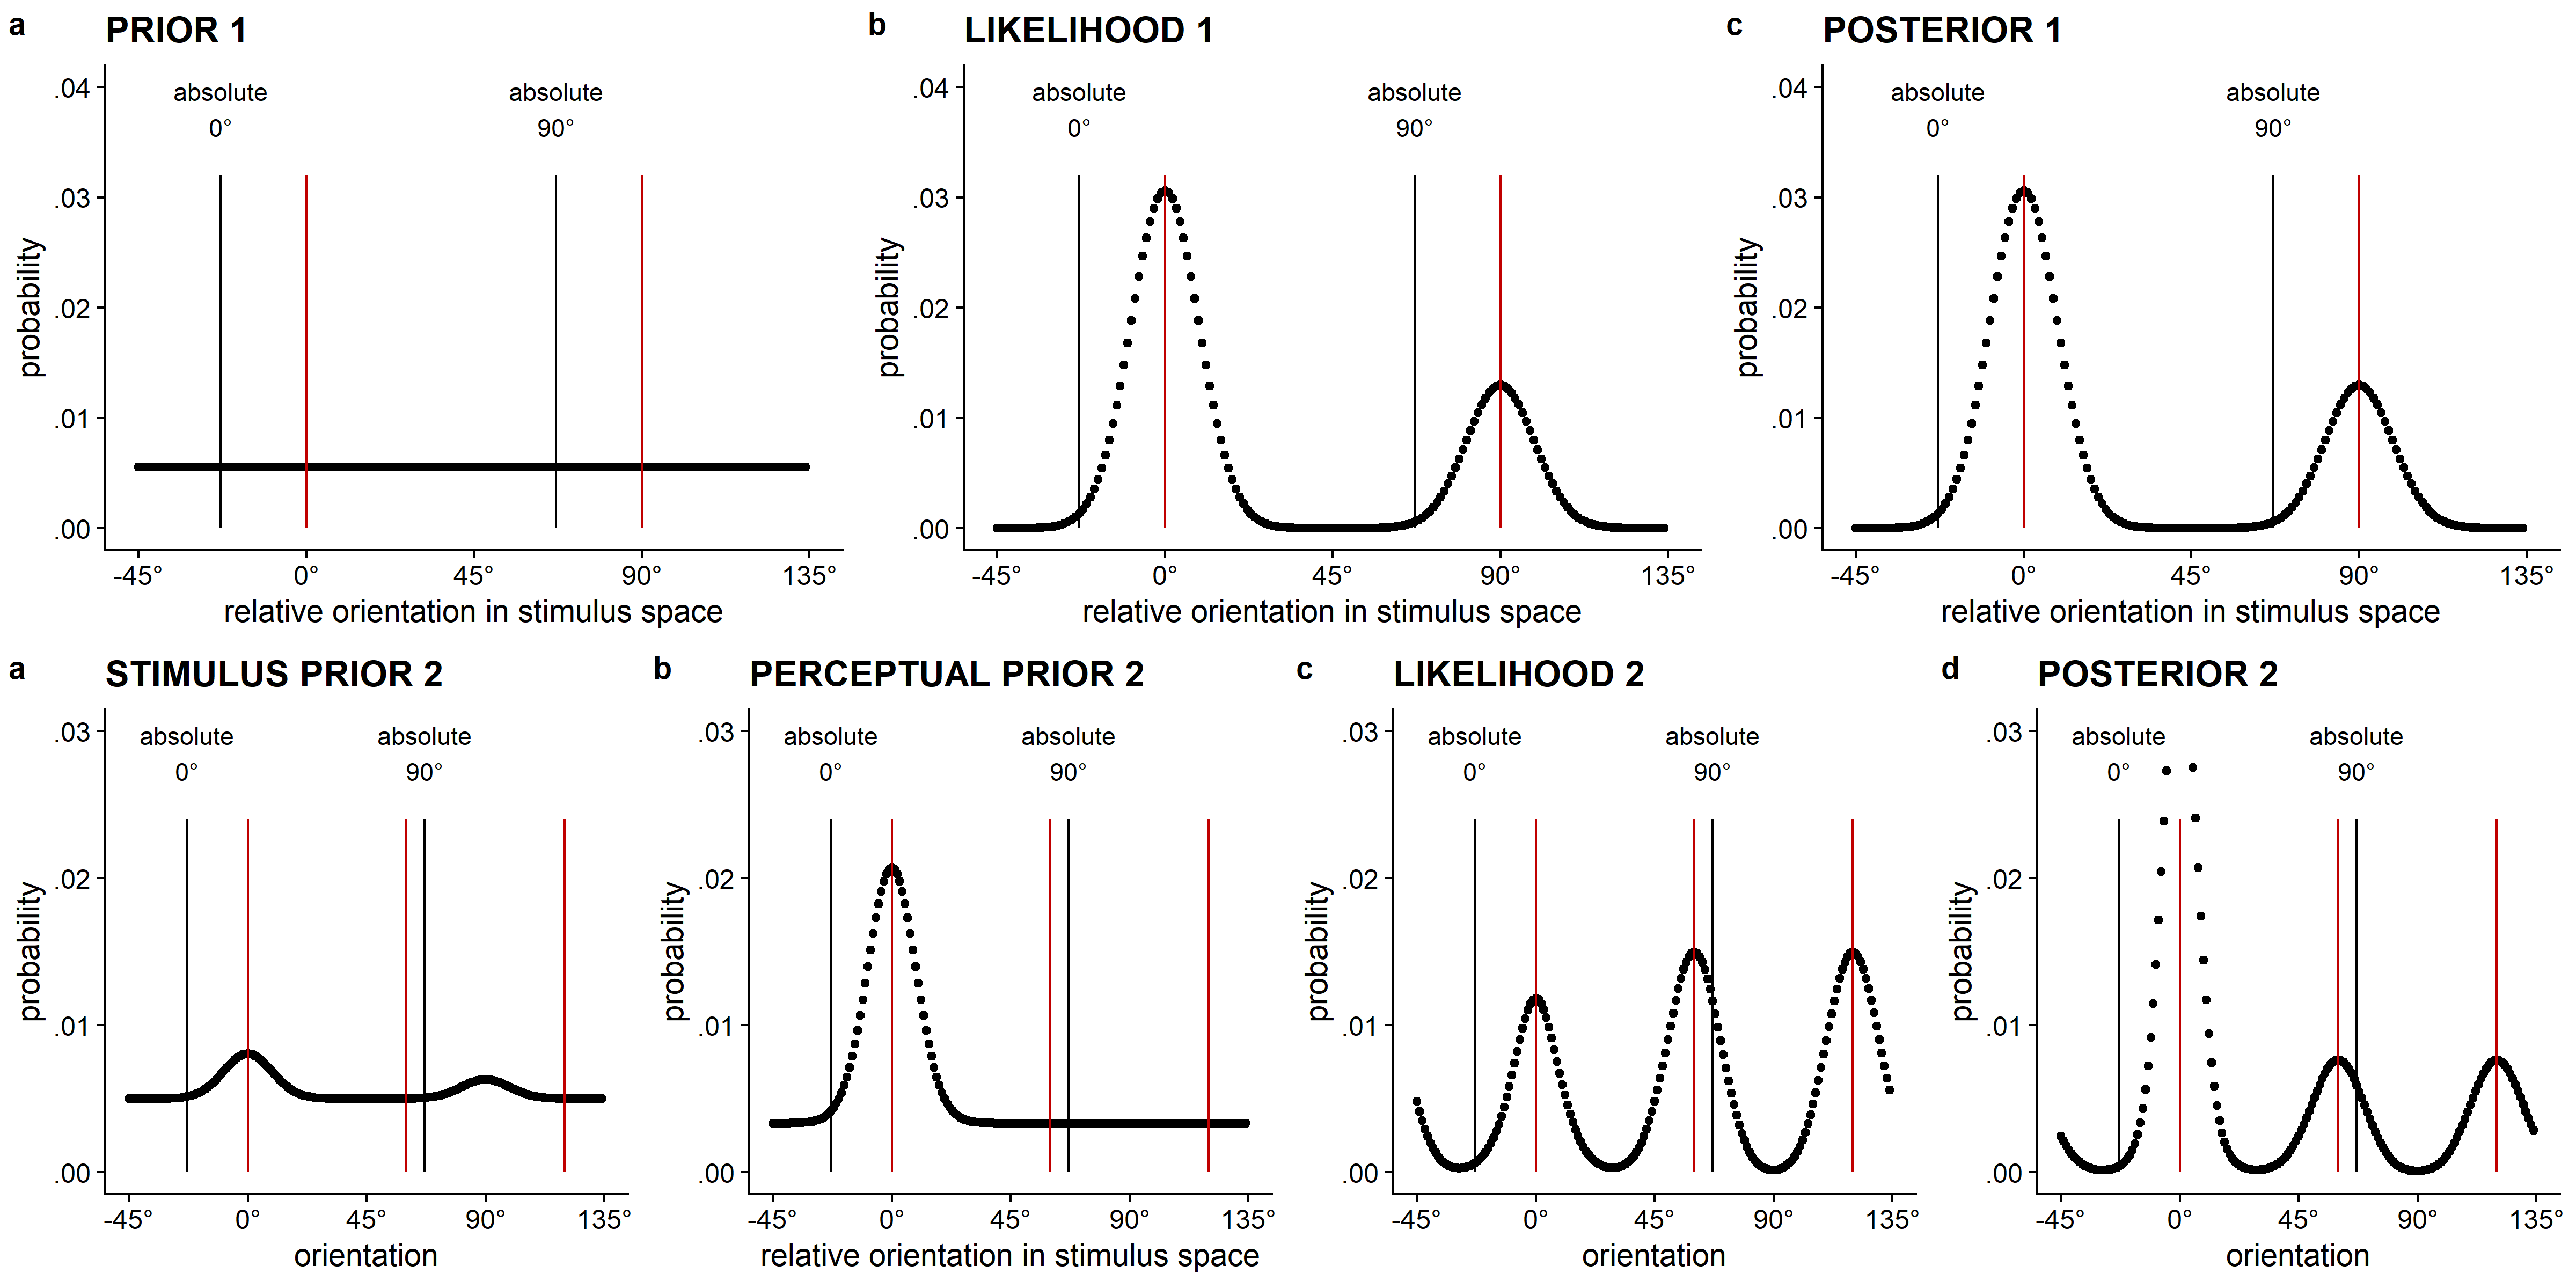 a PRIOR 1
absolute
0°
absolute
90°
.04
.03
.02
.01
.00
probability
-45° 0° 45° 90° 135°
relative orientation in stimulus space
b LIKELIHOOD 1
absolute
0°
absolute
90°
.04
.03
.02
.01
.00
probability
-45° 0° 45° 90° 135°
relative orientation in stimulus space
c POSTERIOR 1
absolute
0°
absolute
90°
.04
.03
.02
.01
.00
probability
-45° 0° 45° 90° 135°
relative orientation in stimulus space
a STIMULUS PRIOR 2
absolute
0°
absolute
90°
.03
.02
.01
.00
probability
-45° 0° 45° 90° 135°
orientation
b PERCEPTUAL PRIOR 2
absolute
0°
absolute
90°
.03
.02
.01
.00
probability
-45° 0° 45° 90° 135°
relative orientation in stimulus space
c LIKELIHOOD 2
absolute
0°
absolute
90°
.03
.02
.01
.00
probability
-45° 0° 45° 90° 135°
orientation
d POSTERIOR 2
absolute
0°
absolute
90°
.03
.02
.01
.00
probability
-45° 0° 45° 90° 135°
orientation